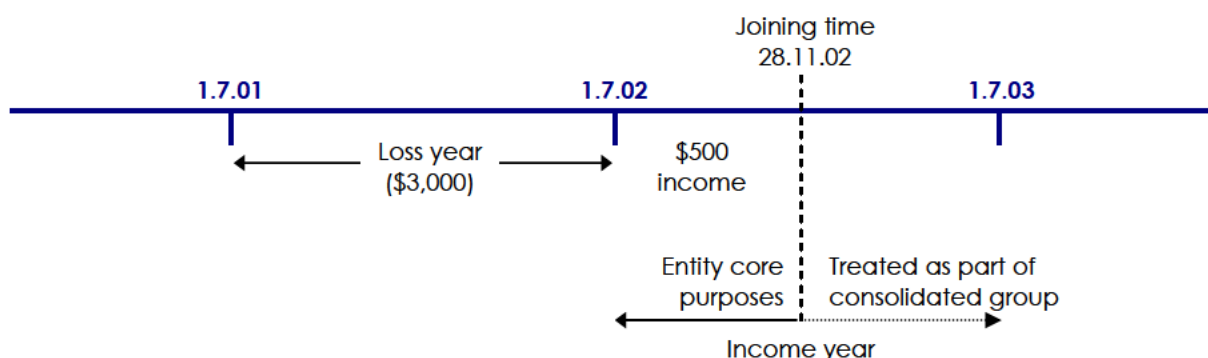 Joining time
28.11.02
1.7.01
1.7.02
1.7.03
Loss year
($3,000)
$500
income
Entity core
purposes
Treated as part of
consolidated group
Income year